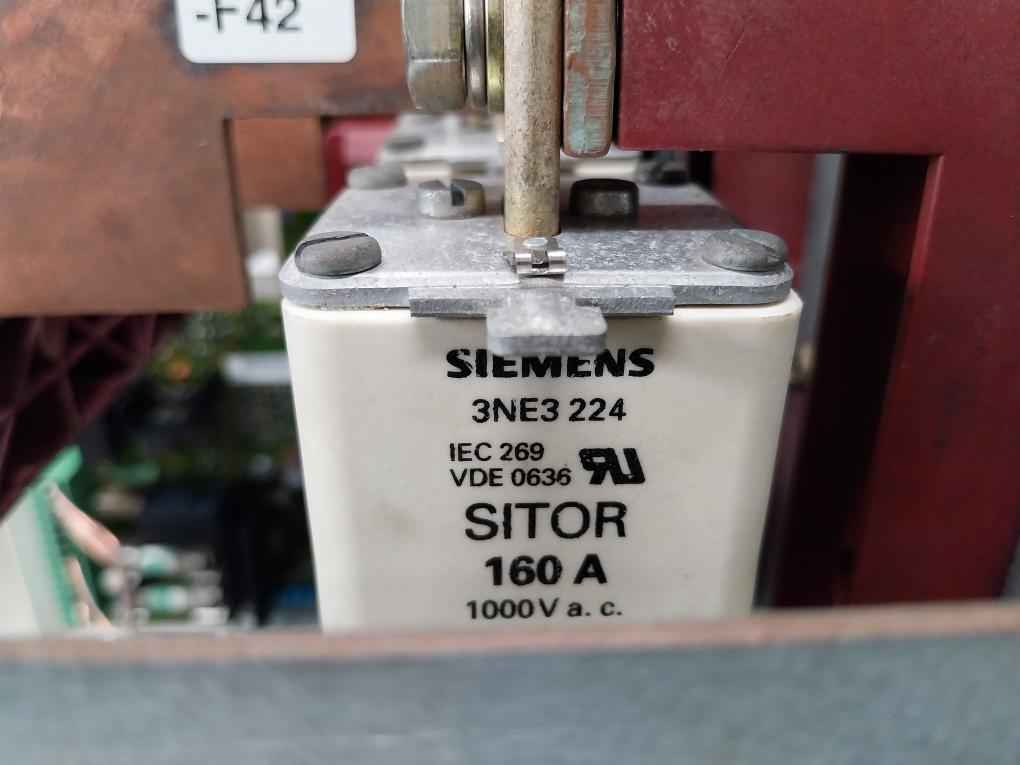 -F42
SIEMENS
3NE3 224
IEC 269
VDE 0636
SITOR
160 A
1000V a. c.